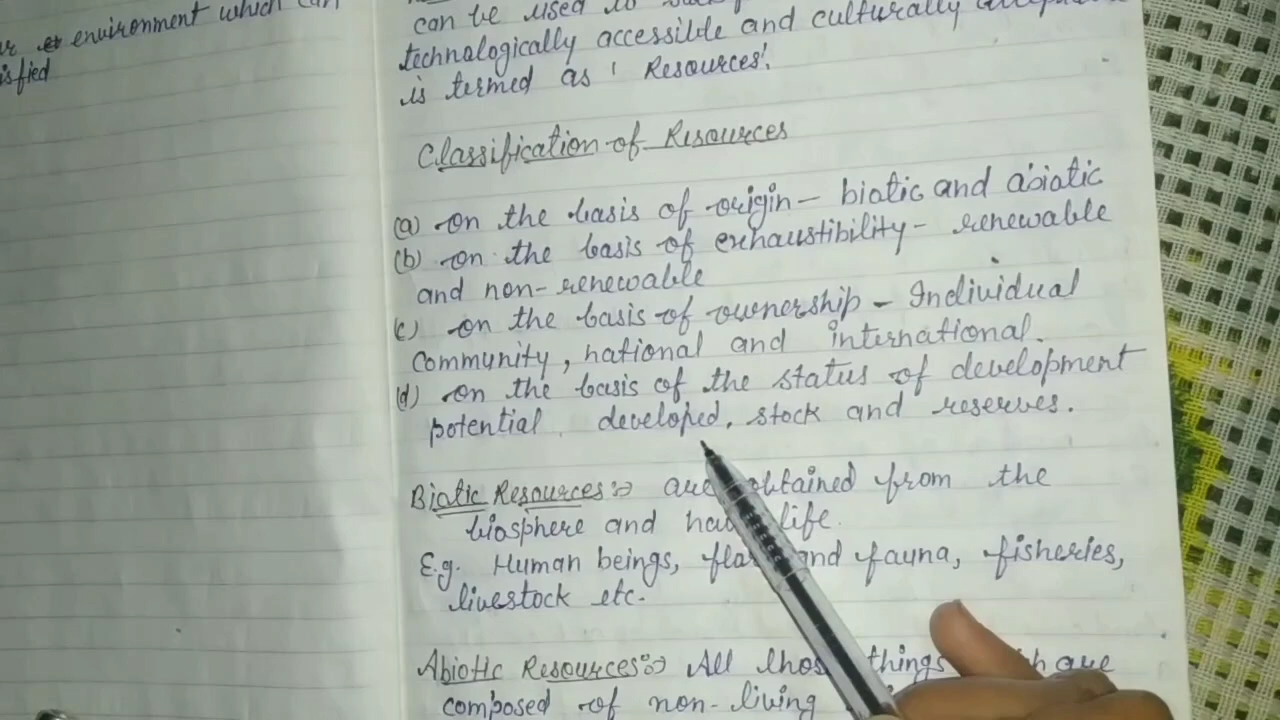 environment which can
can be used to
technologically accessible and culturally
is termed as 'Resources'.
Classification of Resources
(a) on the basis of origin - biotic and abiotic
(b) on the basis of exhaustibility - renewable
and non-renewable
(c) on the basis of ownership - Individual
community, national and international.
(d) on the basis of the status of development
potential, developed, stock and reserves.
Biotic Resources :-> are obtained from the
biosphere and life.
E.g. Human beings, and fauna, fisheries,
livestock etc.
Abiotic Resources :-> All things are
composed of non-living